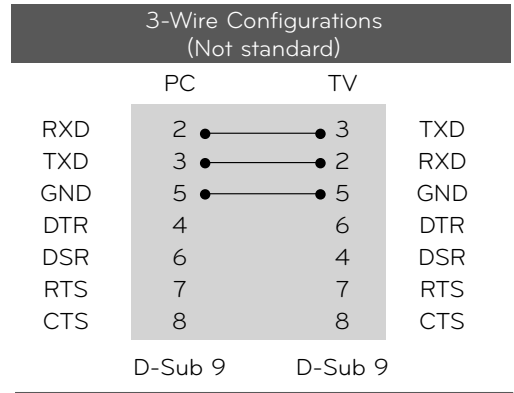 3-Wire Configurations
(Not standard)
PC TV
RXD 2 3 TXD
TXD 3 2 RXD
GND 5 5 GND
DTR 4 6 DTR
DSR 6 4 DSR
RTS 7 7 RTS
CTS 8 8 CTS
D-Sub 9 D-Sub 9